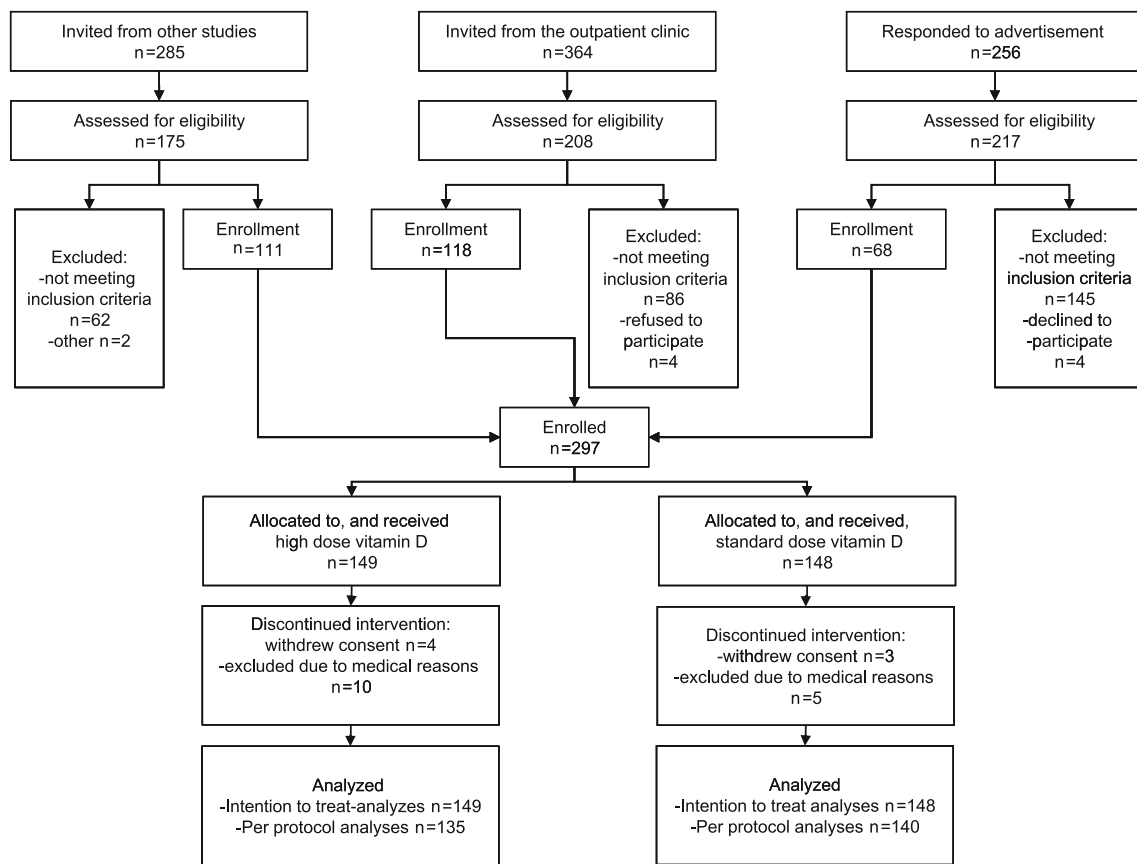 Invited from other studies
n=285
Invited from the outpatient clinic
n=364
Responded to advertisement
n=256
Assessed for eligibility
n=175
Assessed for eligibility
n=208
Assessed for eligibility
n=217
Excluded:
-not meeting
inclusion criteria
n=62
-other n=2
Enrollment
n=111
Enrollment
n=118
Excluded:
-not meeting
inclusion criteria
n=86
-refused to
participate
n=4
Enrollment
n=68
Excluded:
-not meeting
inclusion criteria
n=145
-declined to
-participate
n=4
Enrolled
n=297
Allocated to, and received
high dose vitamin D
n=149
Allocated to, and received,
standard dose vitamin D
n=148
Discontinued intervention:
withdrew consent n=4
-excluded due to medical reasons
n=10
Discontinued intervention:
-withdrew consent n=3
-excluded due to medical reasons
n=5
Analyzed
-Intention to treat-analyzes n=149
-Per protocol analyses n=135
Analyzed
-Intention to treat analyses n=148
-Per protocol analyses n=140